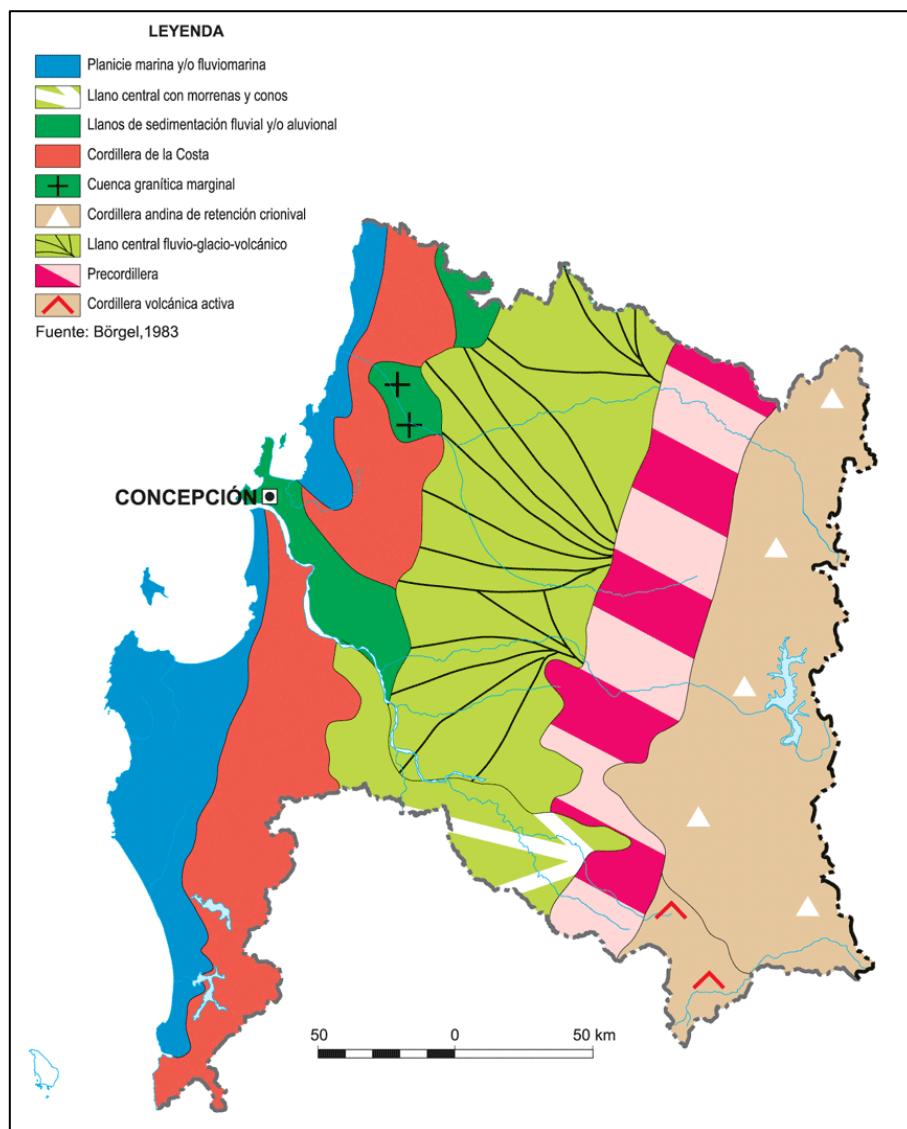 LEYENDA
Planicie marina y/o fluviomarina
Llano central con morrenas y conos
Llanos de sedimentación fluvial y/o aluvional
Cordillera de la Costa
Cuenca granítica marginal
Cordillera andina de retención crionival
Llano central fluvio-glacio-volcánico
Precordillera
Cordillera volcánica activa
Fuente: Börgel,1983
CONCEPCIÓN
50 0 50 km